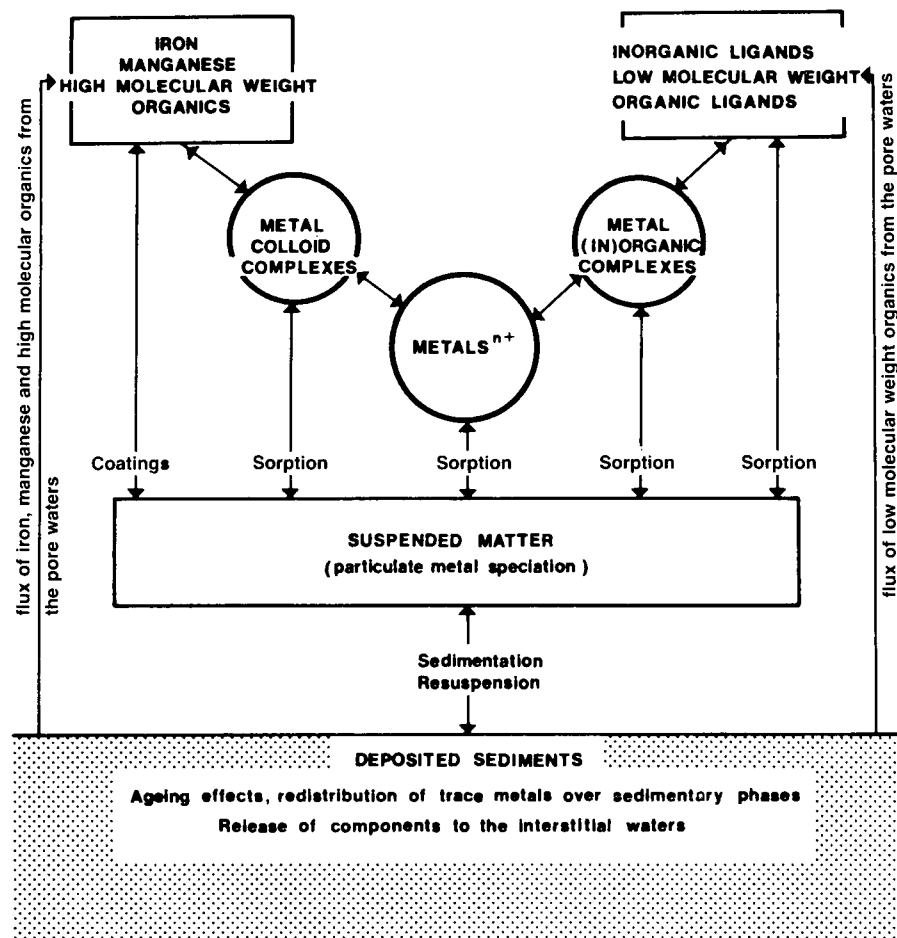 IRON
MANGANESE
HIGH MOLECULAR WEIGHT
ORGANICS
INORGANIC LIGANDS
LOW MOLECULAR WEIGHT
ORGANIC LIGANDS
flux of iron, manganese and high molecular organics from
the pore waters
flux of low molecular weight organics from the pore waters
METAL
COLLOID
COMPLEXES
METAL
(IN)ORGANIC
COMPLEXES
METALS n+
Coatings
Sorption
Sorption
Sorption
Sorption
SUSPENDED MATTER
(particulate metal speciation)
Sedimentation
Resuspension
DEPOSITED SEDIMENTS
Ageing effects, redistribution of trace metals over sedimentary phases
Release of components to the interstitial waters